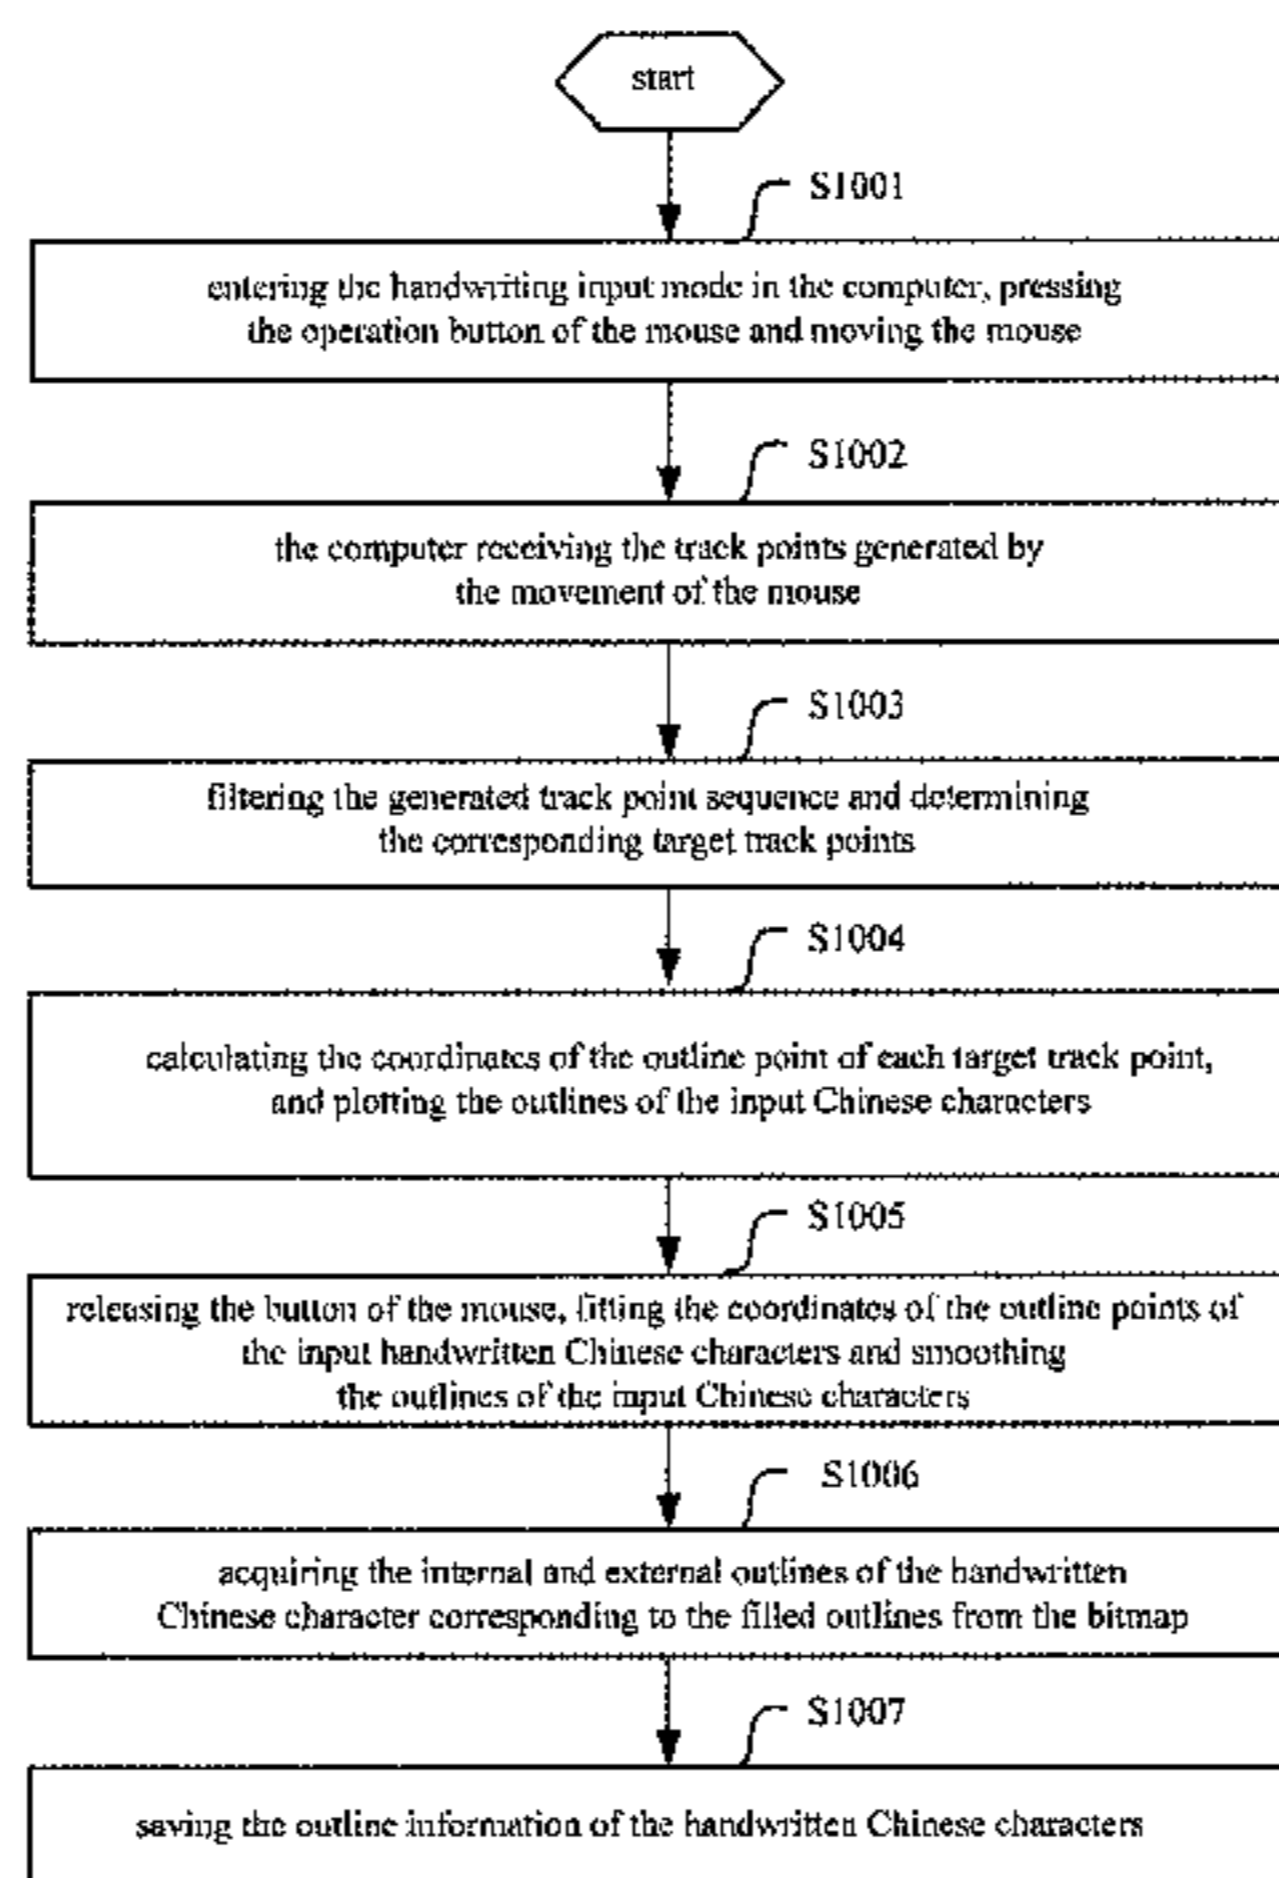 start
S1001
entering the handwriting input mode in the computer, pressing
the operation button of the mouse and moving the mouse
S1002
the computer receiving the track points generated by
the movement of the mouse
S1003
filtering the generated track point sequence and determining
the corresponding target track points
S1004
calculating the coordinates of the outline point of each target track point,
and plotting the outlines of the input Chinese characters
S1005
releasing the button of the mouse, fitting the coordinates of the outline points of
the input handwritten Chinese characters and smoothing
the outlines of the input Chinese characters
S1006
acquiring the internal and external outlines of the handwritten
Chinese character corresponding to the filled outlines from the bitmap
S1007
saving the outline information of the handwritten Chinese characters